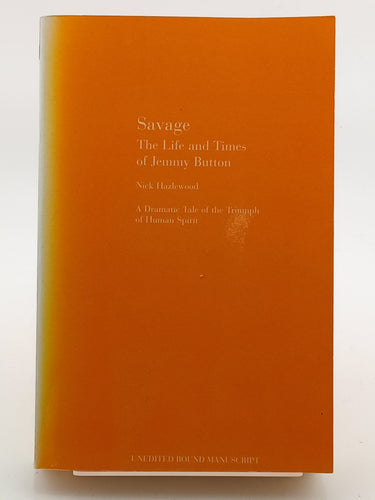 Savage
The Life and Times
of Jemmy Button
Nick Hazlewood
A Dramatic Tale of the Triumph
of Human Spirit
UNEDITED BOUND MANUSCRIPT